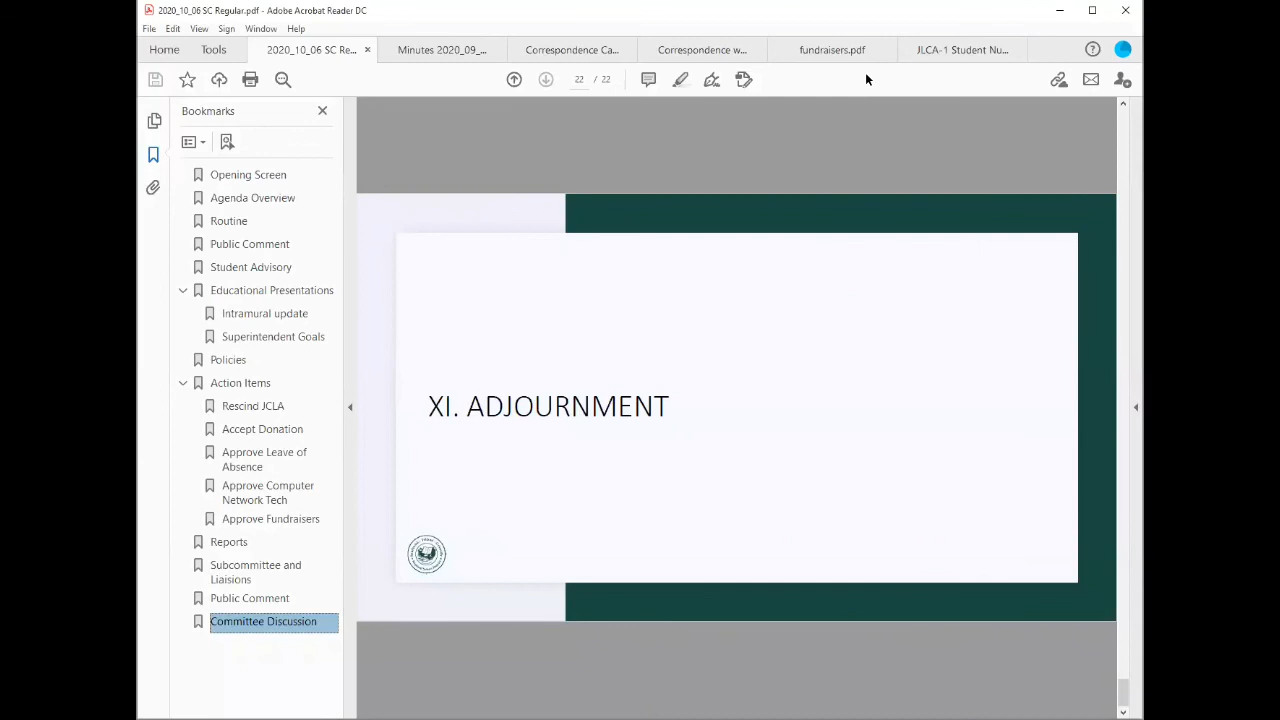 2020_10_06 SC Regular.pdf - Adobe Acrobat Reader DC
File Edit View Sign Window Help
Home Tools 2020_10_06 SC Re... Minutes 2020_09_... Correspondence Ca... Correspondence w... fundraisers.pdf JLCA-1 Student Nu...
22 / 22
Bookmarks
Opening Screen
Agenda Overview
Routine
Public Comment
Student Advisory
Educational Presentations
Intramural update
Superintendent Goals
Policies
Action Items
Rescind JCLA
Accept Donation
Approve Leave of
Absence
Approve Computer
Network Tech
Approve Fundraisers
Reports
Subcommittee and
Liaisions
Public Comment
Committee Discussion
XI. ADJOURNMENT